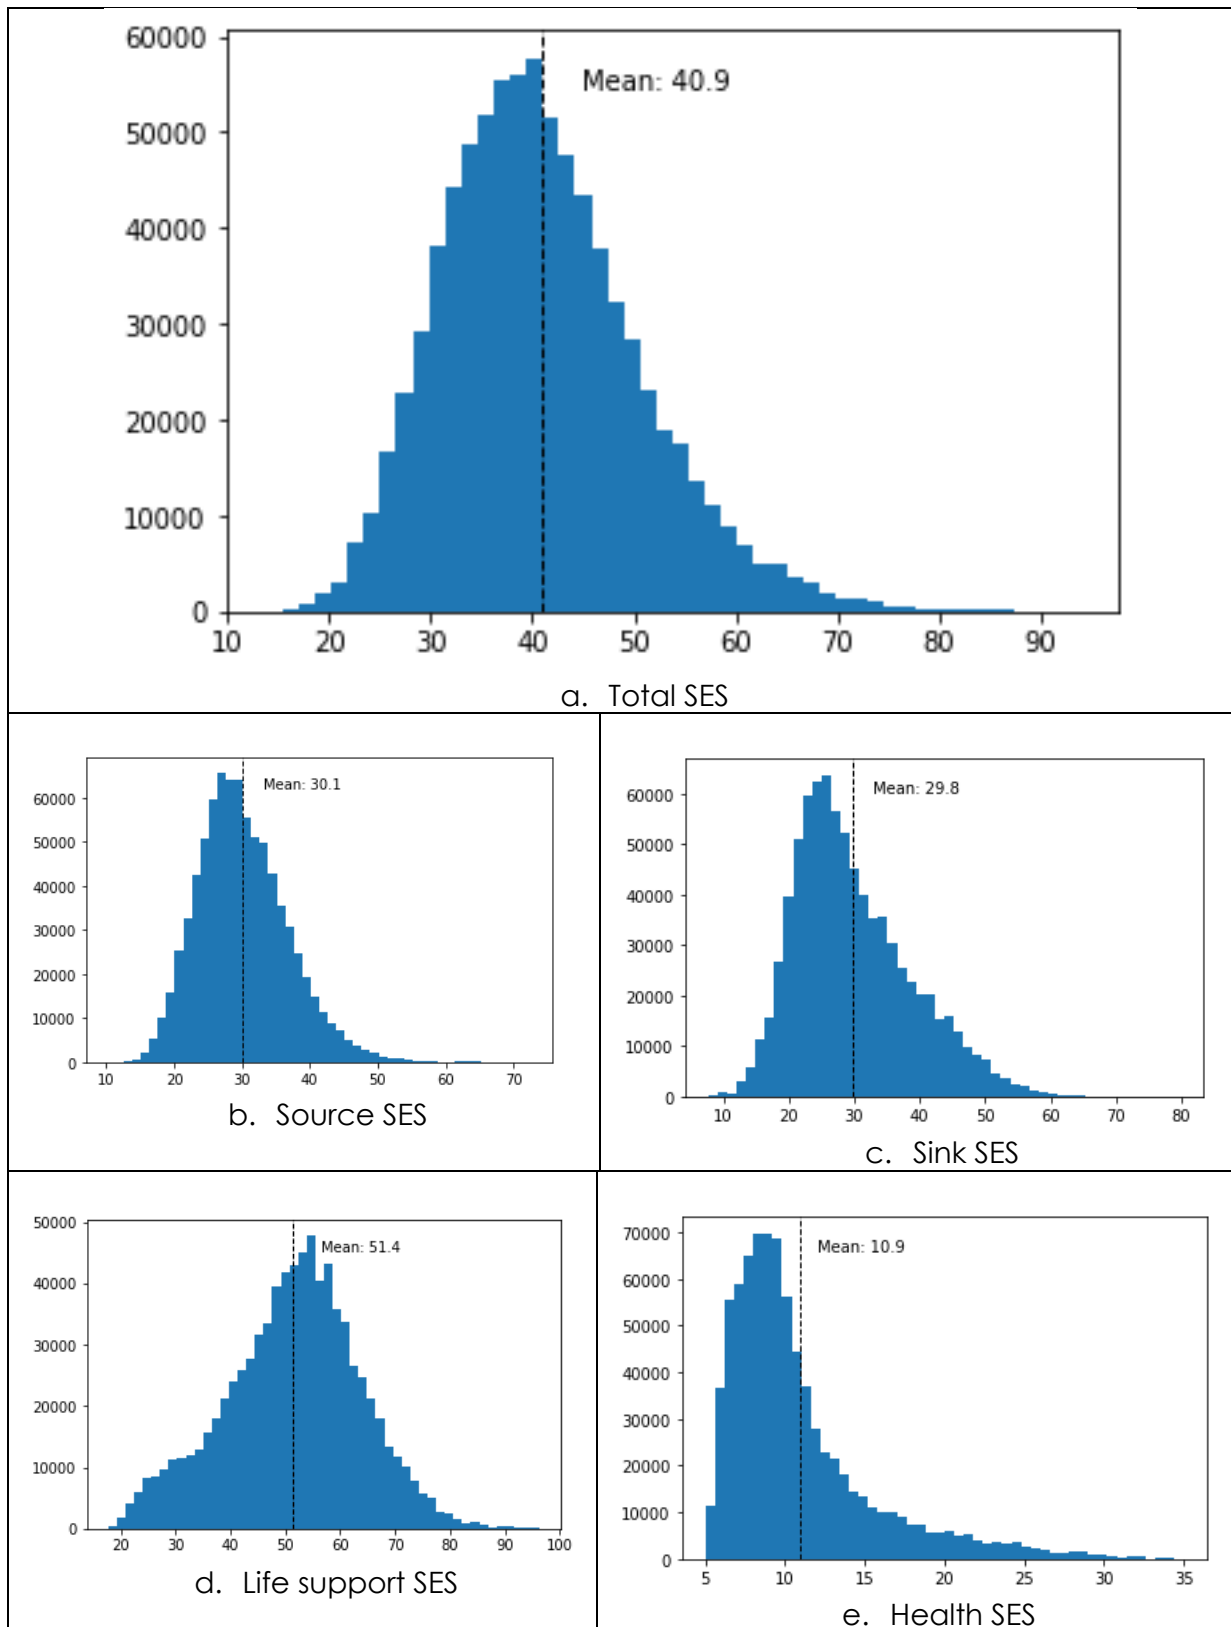 60000
Mean: 40.9
50000
40000
30000
20000
10000
0
10 20 30 40 50 60 70 80 90
a. Total SES
Mean: 30.1
60000
50000
40000
30000
20000
10000
0
10 20 30 40 50 60 70
b. Source SES
Mean: 29.8
60000
50000
40000
30000
20000
10000
0
10 20 30 40 50 60 70 80
c. Sink SES
50000
Mean: 51.4
40000
30000
20000
10000
0
20 30 40 50 60 70 80 90 100
d. Life support SES
70000
Mean: 10.9
60000
50000
40000
30000
20000
10000
0
5 10 15 20 25 30 35
e. Health SES